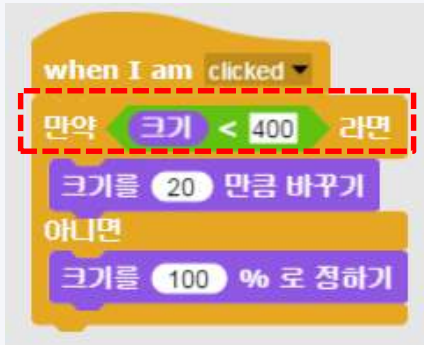 when I am clicked
만약 크기 < 400 라면
크기를 20 만큼 바꾸기
아니면
크기를 100 % 로 정하기